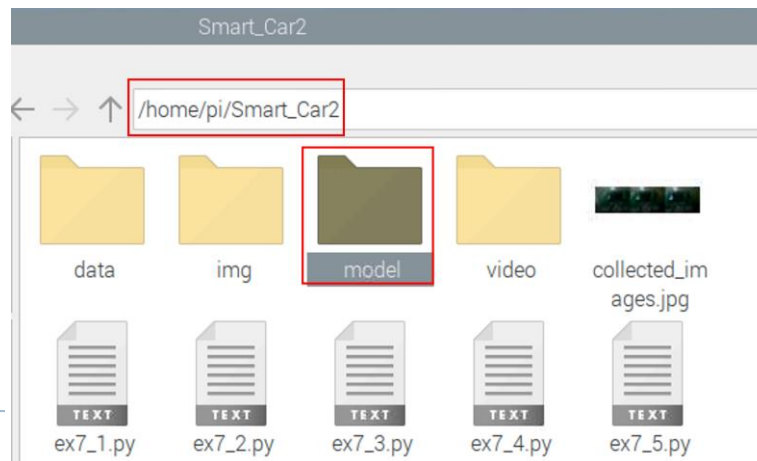 Smart_Car2
/home/pi/Smart_Car2
data
img
model
video
collected_im
ages.jpg
TEXT
TEXT
TEXT
TEXT
TEXT
ex7_1.py
ex7_2.py
ex7_3.py
ex7_4.py
ex7_5.py